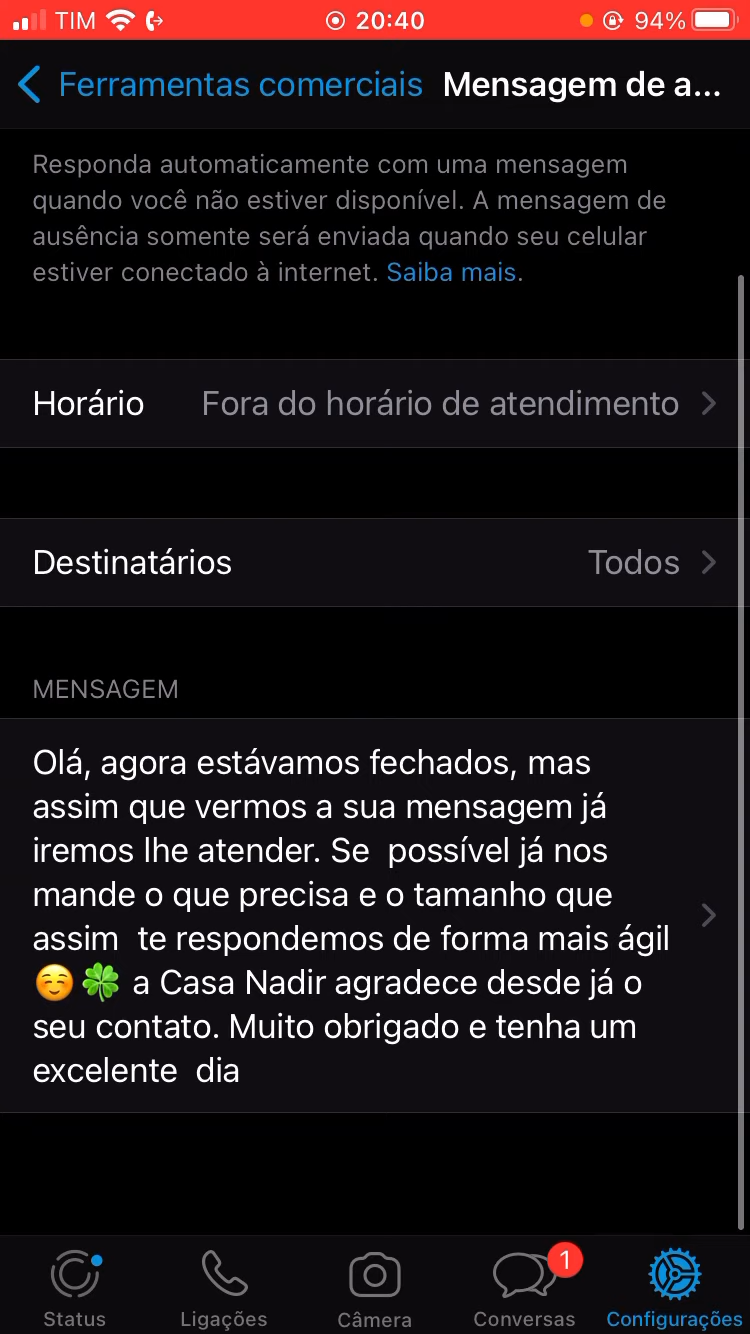 TIM 20:40 94%
Ferramentas comerciais Mensagem de a...
Responda automaticamente com uma mensagem
quando você não estiver disponível. A mensagem de
ausência somente será enviada quando seu celular
estiver conectado à internet. Saiba mais.
Horário Fora do horário de atendimento
Destinatários Todos
MENSAGEM
Olá, agora estávamos fechados, mas
assim que vermos a sua mensagem já
iremos lhe atender. Se  possível já nos
mande o que precisa e o tamanho que
assim  te respondemos de forma mais ágil
☺️🍀 a Casa Nadir agradece desde já o
seu contato. Muito obrigado e tenha um
excelente  dia
1
Status Ligações Câmera Conversas Configurações